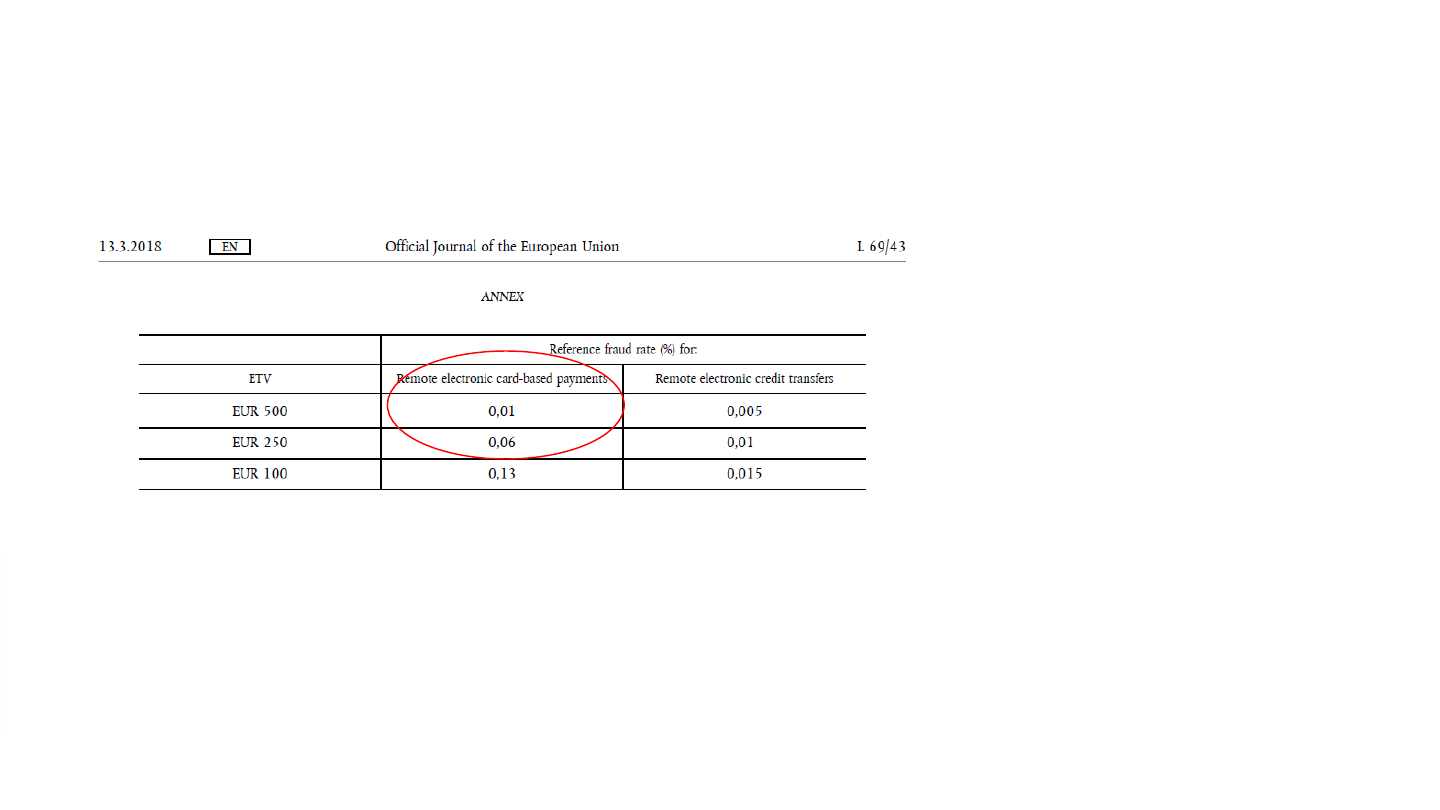 13.3.2018 EN Official Journal of the European Union L 69/43
ANNEX
Reference fraud rate (%) for:
ETV Remote electronic card-based payments Remote electronic credit transfers
EUR 500 0,01 0,005
EUR 250 0,06 0,01
EUR 100 0,13 0,015